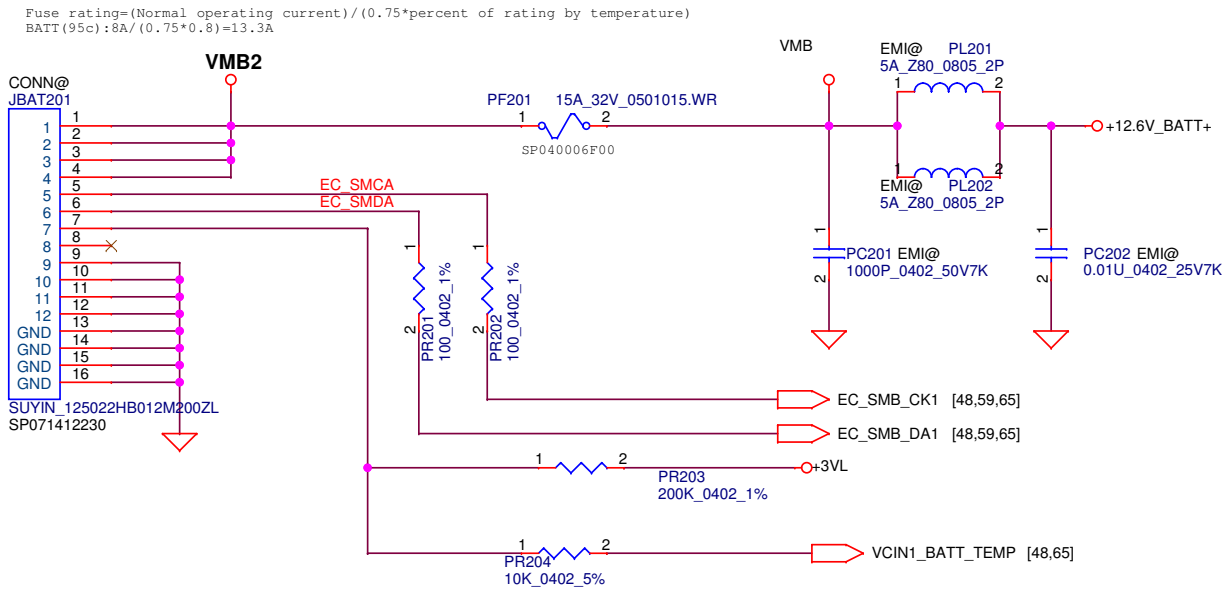 Fuse rating=(Normal operating current)/(0.75*percent of rating by temperature)
BATT(95c):8A/(0.75*0.8)=13.3A
VMB2
VMB
EMI@ PL201
5A_Z80_0805_2P
1 2
CONN@
JBAT201
PF201 15A_32V_0501015.WR
1 2
SP040006F00
+12.6V_BATT+
1 2
EMI@ PL202
5A_Z80_0805_2P
1 1
2 2
3 3
4 4
5 5
6 6
7 7
8 8
9 9
10 10
11 11
12 12
GND 13
GND 14
GND 15
GND 16
SUYIN_125022HB012M200ZL
SP071412230
EC_SMCA
EC_SMDA
1
2
PR201
100_0402_1%
1
2
PR202
100_0402_1%
1
PC201 EMI@
2
1000P_0402_50V7K
1
PC202 EMI@
2
0.01U_0402_25V7K
EC_SMB_CK1 [48,59,65]
EC_SMB_DA1 [48,59,65]
1 2
+3VL
PR203
200K_0402_1%
1 2
PR204
10K_0402_5%
VCIN1_BATT_TEMP [48,65]